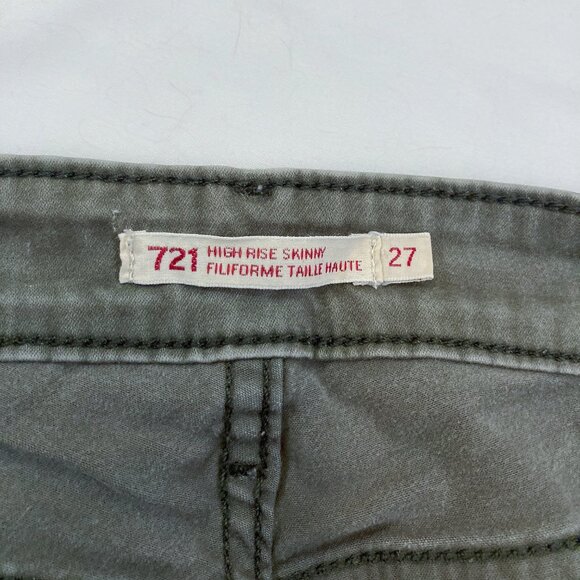 721 HIGH RISE SKINNY
FILIFORME TAILLE HAUTE
27